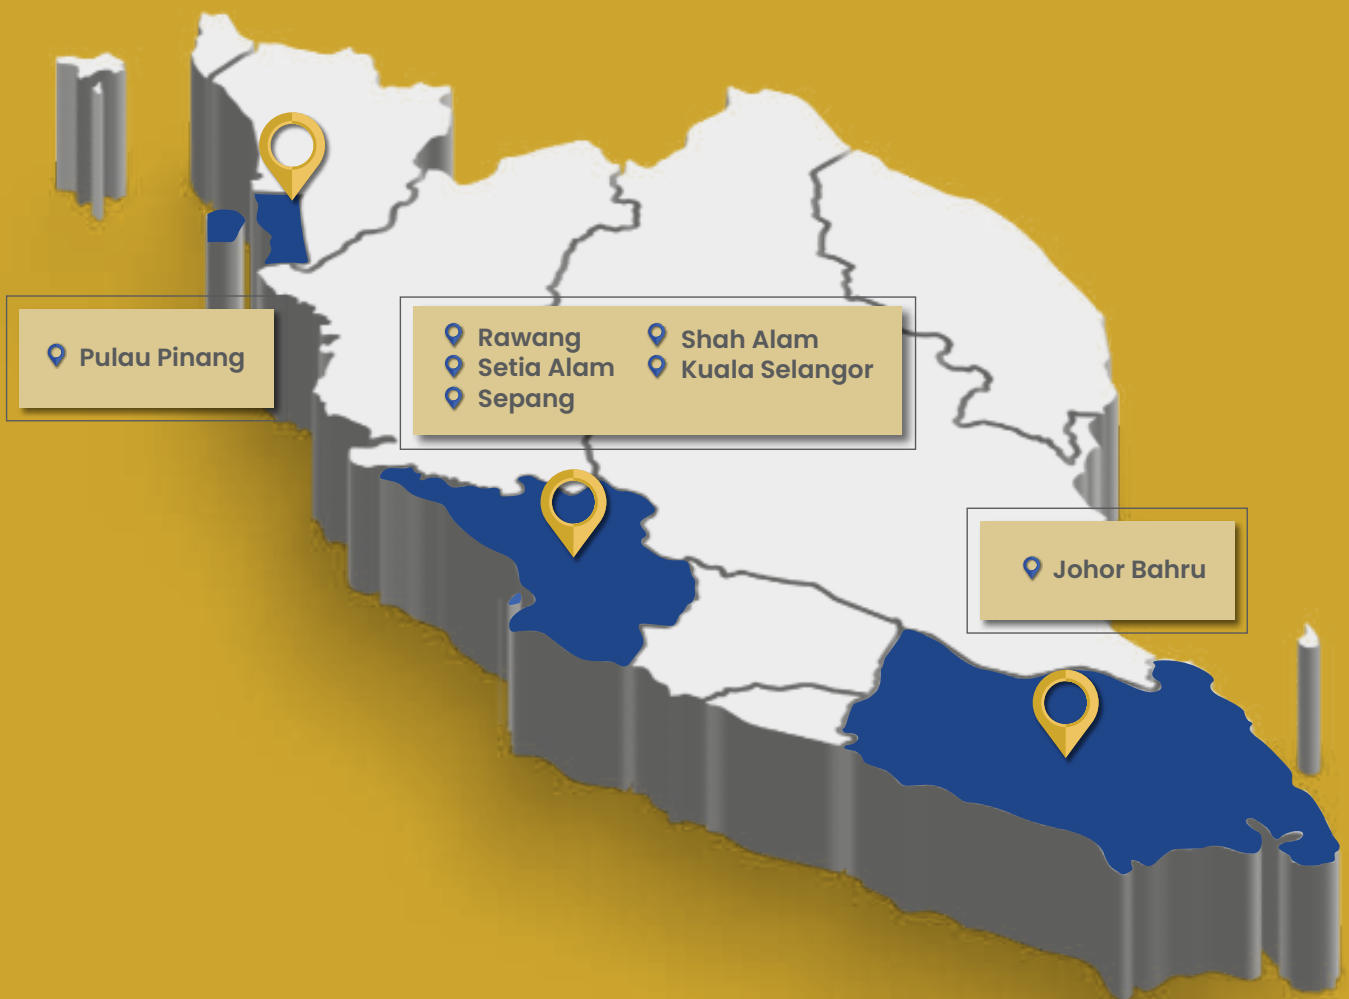 Pulau Pinang
Rawang
Setia Alam
Sepang
Shah Alam
Kuala Selangor
Johor Bahru